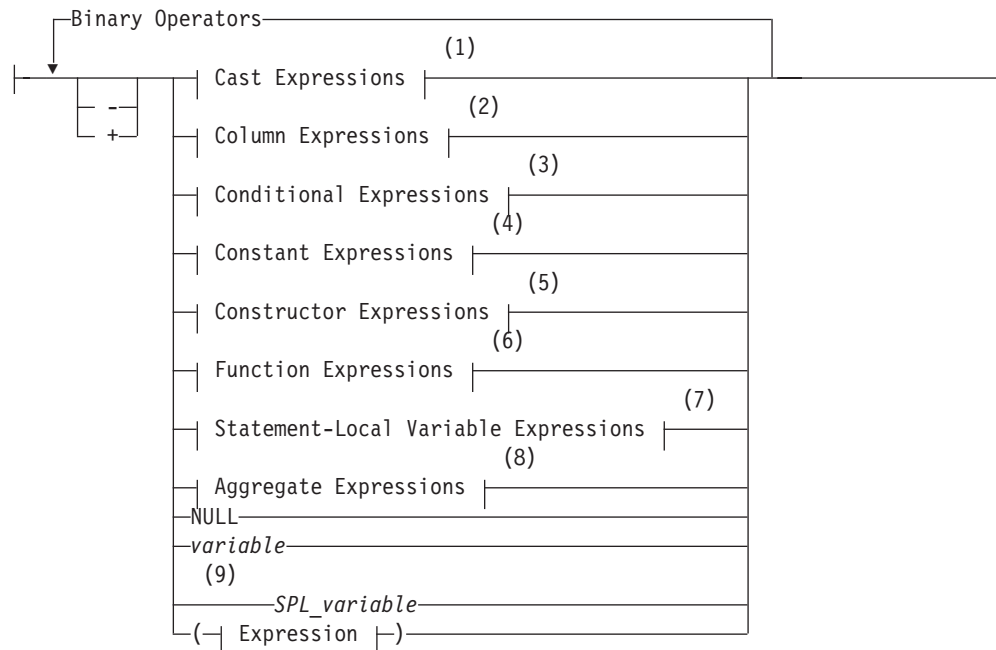 Binary Operators
(1)
Cast Expressions
-
(2)
+
Column Expressions
(3)
Conditional Expressions
(4)
Constant Expressions
(5)
Constructor Expressions
(6)
Function Expressions
(7)
Statement-Local Variable Expressions
(8)
Aggregate Expressions
NULL
variable
(9)
SPL_variable
( Expression )